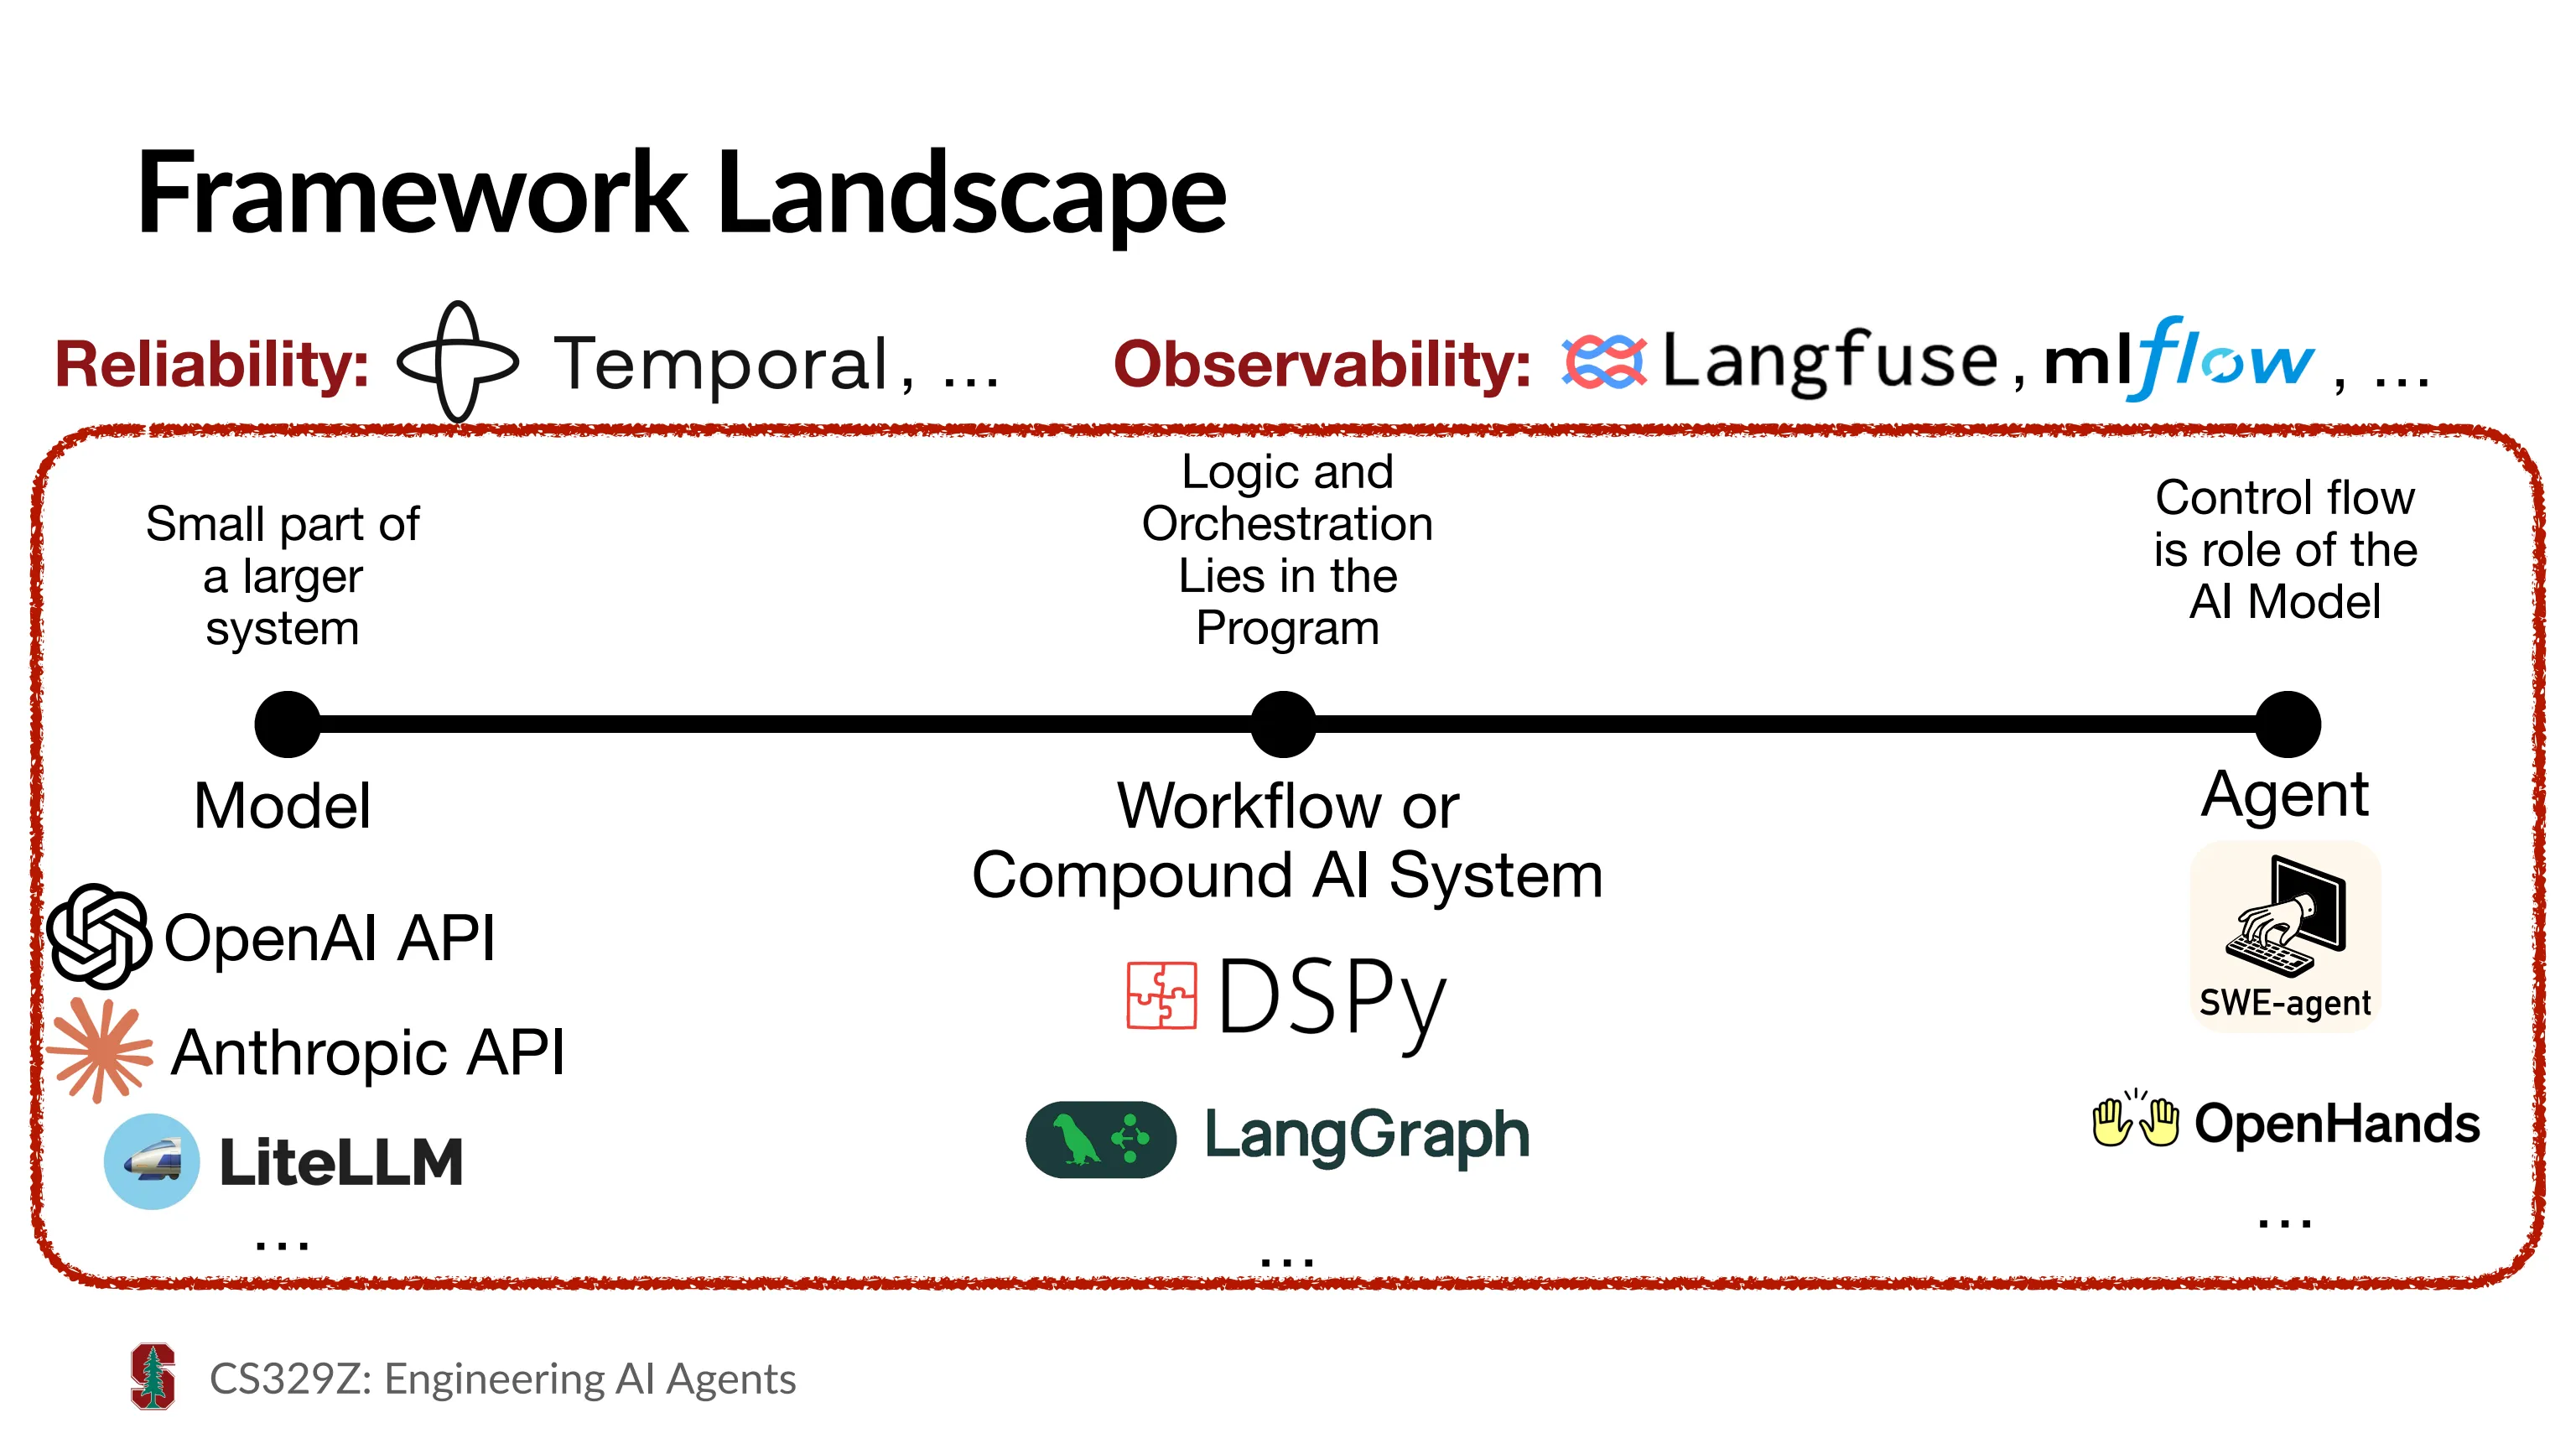 Framework Landscape
Reliability: Temporal, ... Observability: Langfuse, mlflow, ...
Small part of
a larger
system
Logic and
Orchestration
Lies in the
Program
Control flow
is role of the
AI Model
Model
Workflow or
Compound AI System
Agent
OpenAI API
Anthropic API
LiteLLM
...
DSPy
LangGraph
...
SWE-agent
OpenHands
...
CS329Z: Engineering AI Agents